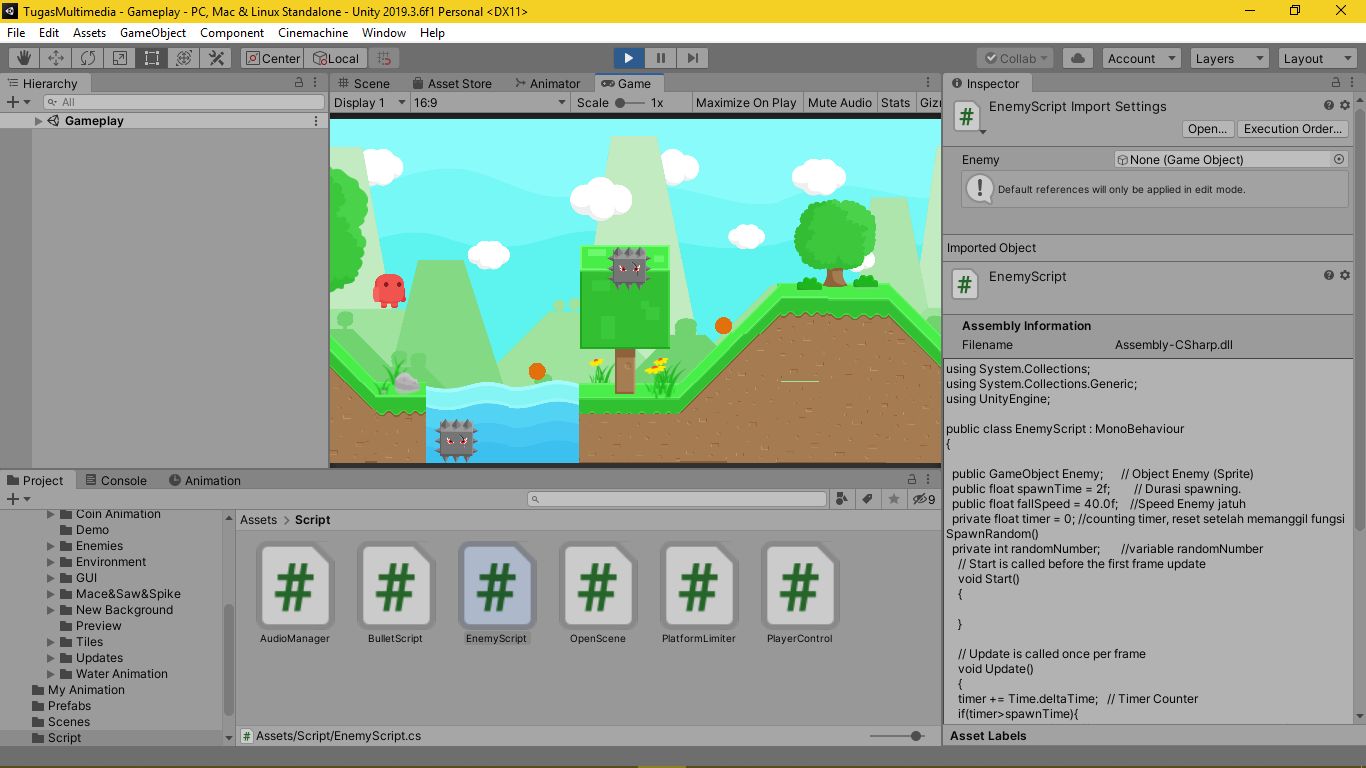 TugasMultimedia - Gameplay - PC, Mac & Linux Standalone - Unity 2019.3.6f1 Personal <DX11>
File Edit Assets GameObject Component Cinemachine Window Help
Center Local Collab Account Layers Layout
Hierarchy
All
Gameplay
Scene Asset Store Animator Game
Display 1 16:9 Scale 1x Maximize On Play Mute Audio Stats Giz
Inspector
EnemyScript Import Settings
Open... Execution Order...
Enemy None (Game Object)
Default references will only be applied in edit mode.
Imported Object
EnemyScript
Assembly Information
Filename Assembly-CSharp.dll
using System.Collections;
using System.Collections.Generic;
using UnityEngine;
public class EnemyScript : MonoBehaviour
{
public GameObject Enemy; // Object Enemy (Sprite)
public float spawnTime = 2f; // Durasi spawning.
public float fallSpeed = 40.0f; //Speed Enemy jatuh
private float timer = 0; //counting timer, reset setelah memanggil fungsi
SpawnRandom()
private int randomNumber; //variable randomNumber
// Start is called before the first frame update
void Start()
{
}
// Update is called once per frame
void Update()
{
timer += Time.deltaTime; // Timer Counter
if(timer>spawnTime){
Asset Labels
Project Console Animation
9
Coin Animation
Demo
Enemies
Environment
GUI
Mace&Saw&Spike
New Background
Preview
Tiles
Updates
Water Animation
My Animation
Prefabs
Scenes
Script
Assets > Script
AudioManager BulletScript EnemyScript OpenScene PlatformLimiter PlayerControl
Assets/Script/EnemyScript.cs